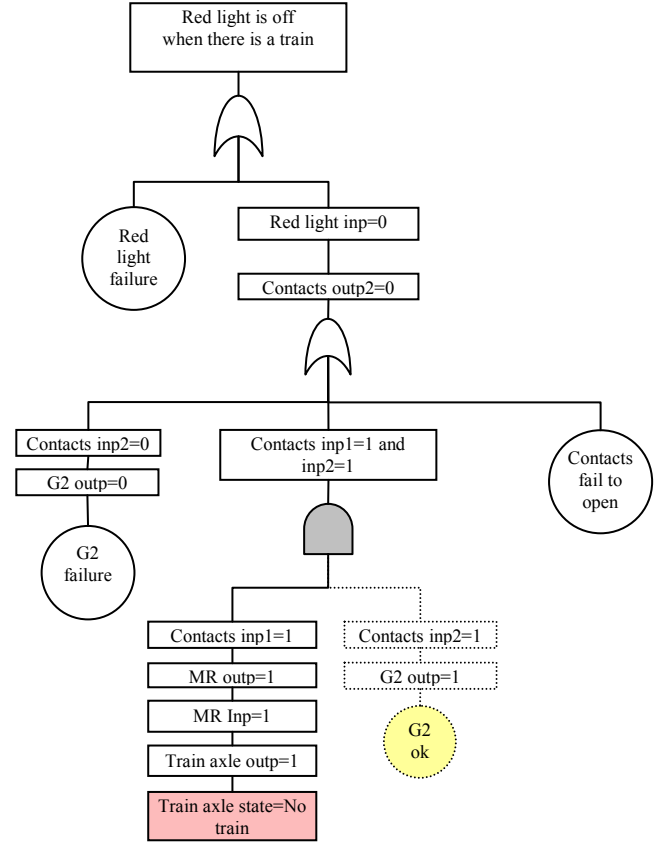 Red light is off
when there is a train
Red
light
failure
Red light inp=0
Contacts outp2=0
Contacts inp2=0
G2 outp=0
G2
failure
Contacts inp1=1 and
inp2=1
Contacts
fail to
open
Contacts inp1=1
MR outp=1
MR Inp=1
Train axle outp=1
Train axle state=No
train
Contacts inp2=1
G2 outp=1
G2
ok